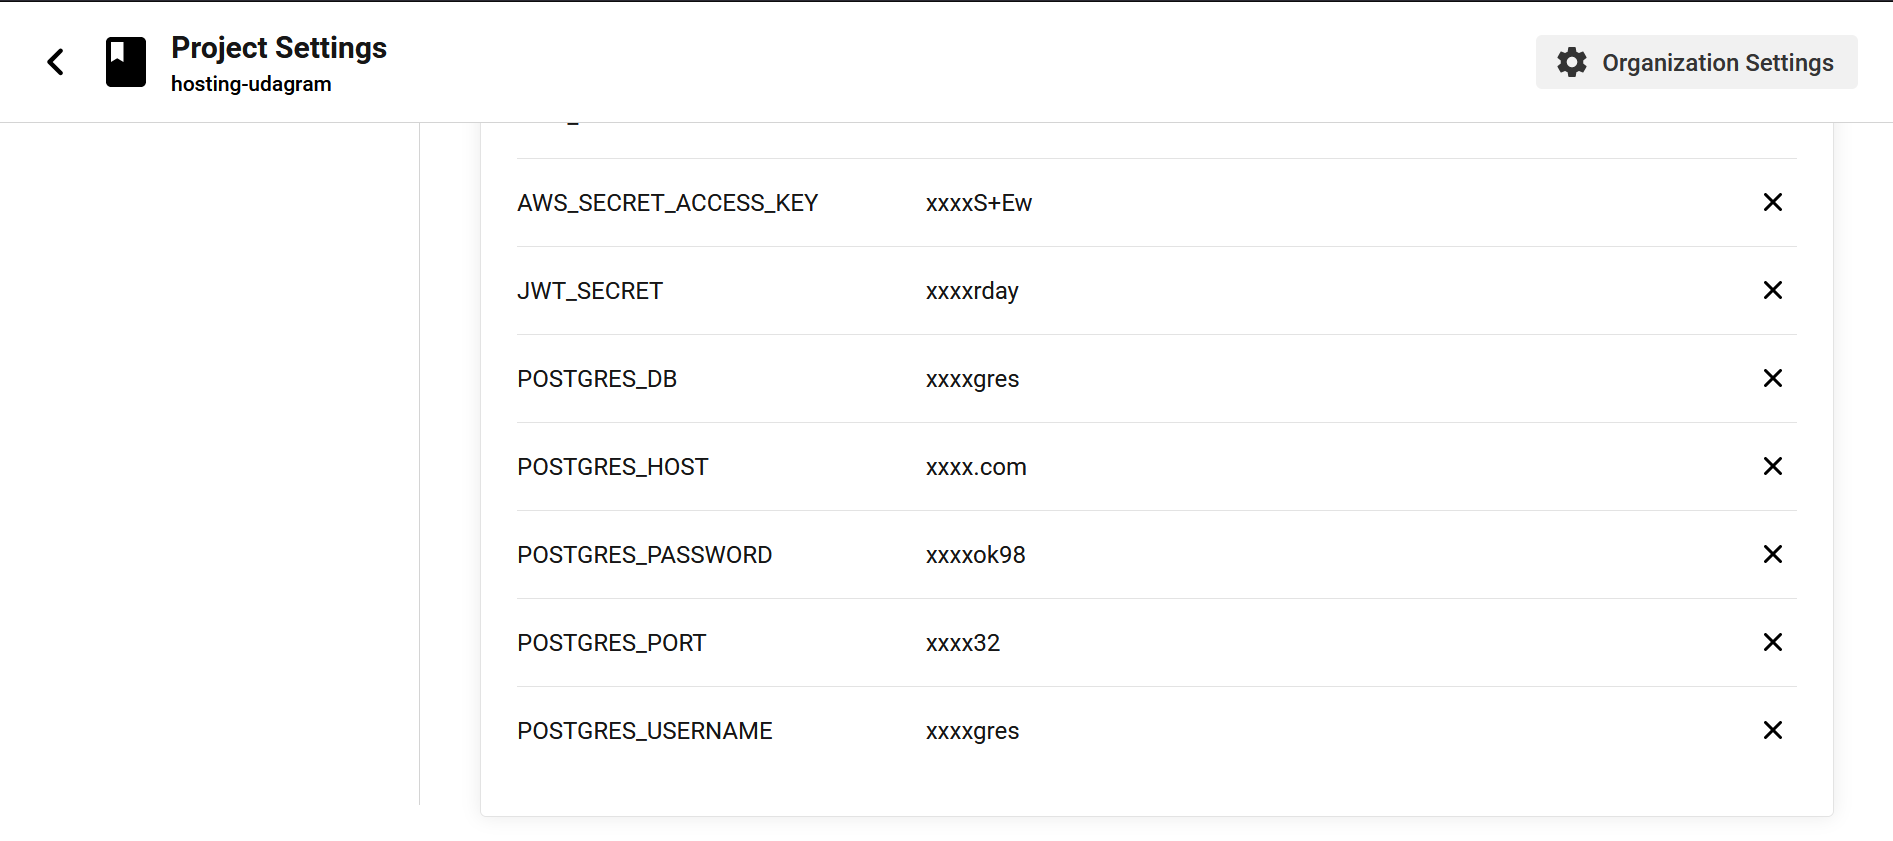 Project Settings
hosting-udagram
Organization Settings
AWS_SECRET_ACCESS_KEY xxxxS+Ew
JWT_SECRET xxxxrday
POSTGRES_DB xxxxgres
POSTGRES_HOST xxxx.com
POSTGRES_PASSWORD xxxxok98
POSTGRES_PORT xxxx32
POSTGRES_USERNAME xxxxgres